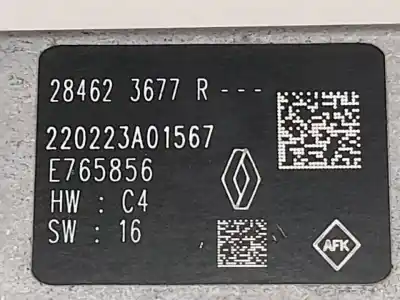 28462 3677 R ---
220223A01567
E765856
HW : C4
SW : 16
AFK